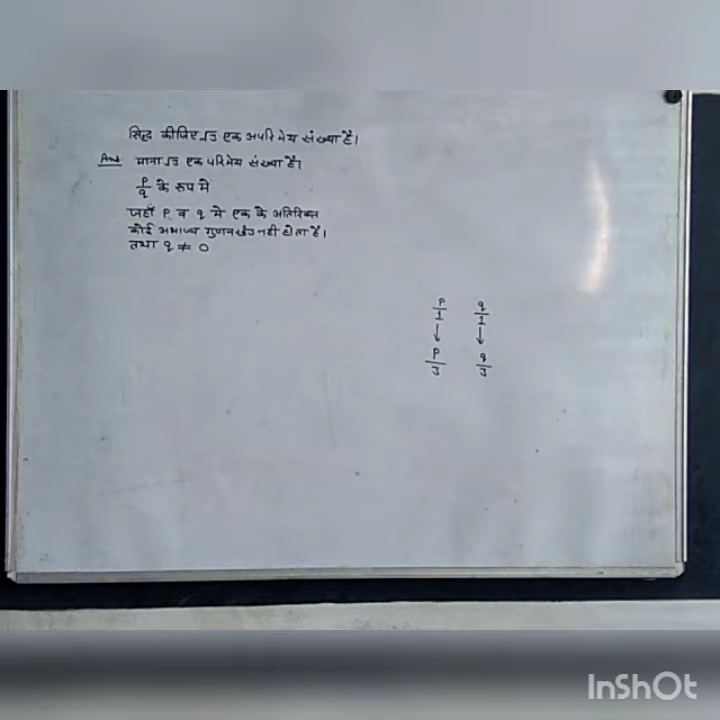 सिद्ध कीजिए √3 एक अपरिमेय संख्या है।
Ans. माना √3 एक परिमेय संख्या है।
p/q के रूप मे
जहाँ p व q मे एक के अतिरिक्त
कोई अभाज्य गुणनखंड नही होता है।
तथा q ≠ 0
p/1 q/1
↓ ↓
p/3 q/3
InShOt